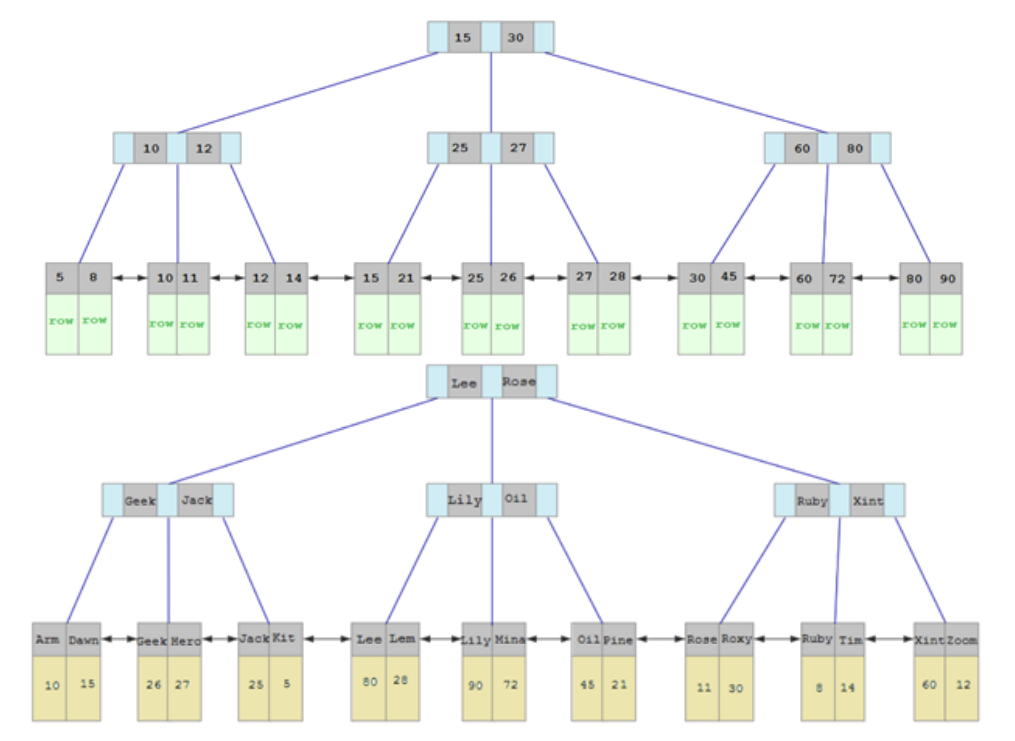 15 30
10 12
25 27
60 80
5 8 10 11 12 14 15 21 25 26 27 28 30 45 60 72 80 90
row row row row row row row row row row row row row row row row row row
Lee Rose
Geek Jack
Lily Oil
Ruby Xint
Arm Dawn Geek Hero Jack Kit Lee Lem Lily Mina Oil Pine Rose Roxy Ruby Tim Xint Zoom
10 15 26 27 25 5 80 28 90 72 45 21 11 30 8 14 60 12